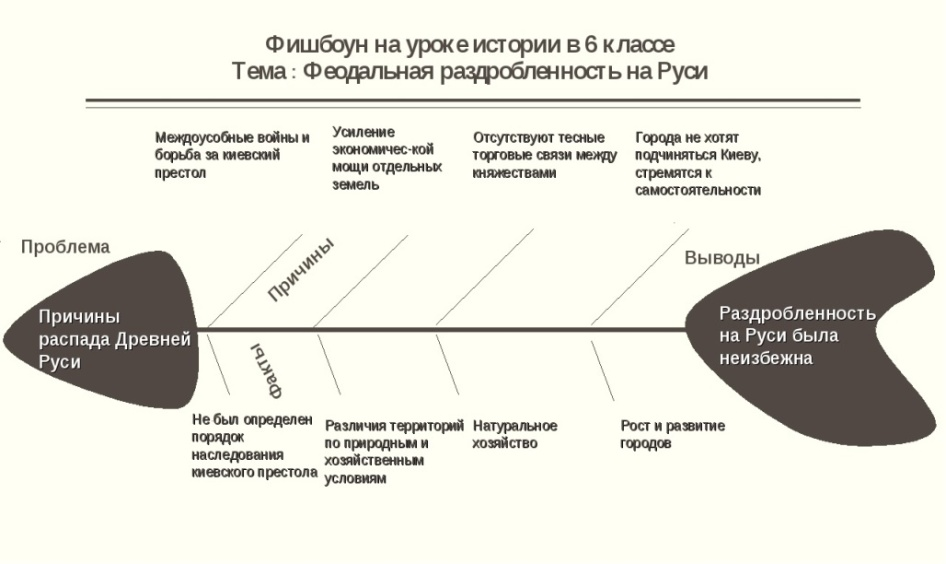 Фишбоун на уроке истории в 6 классе
Тема : Феодальная раздробленность на Руси
Междоусобные войны и
борьба за киевский
престол
Усиление
экономичес-кой
мощи отдельных
земель
Отсутствуют тесные
торговые связи между
княжествами
Города не хотят
подчиняться Киеву,
стремятся к
самостоятельности
Проблема
Причины
Выводы
Причины
распада Древней
Руси
Раздробленность
на Руси была
неизбежна
Факты
Не был определен
порядок
наследования
киевского престола
Различия территорий
по природным и
хозяйственным
условиям
Натуральное
хозяйство
Рост и развитие
городов